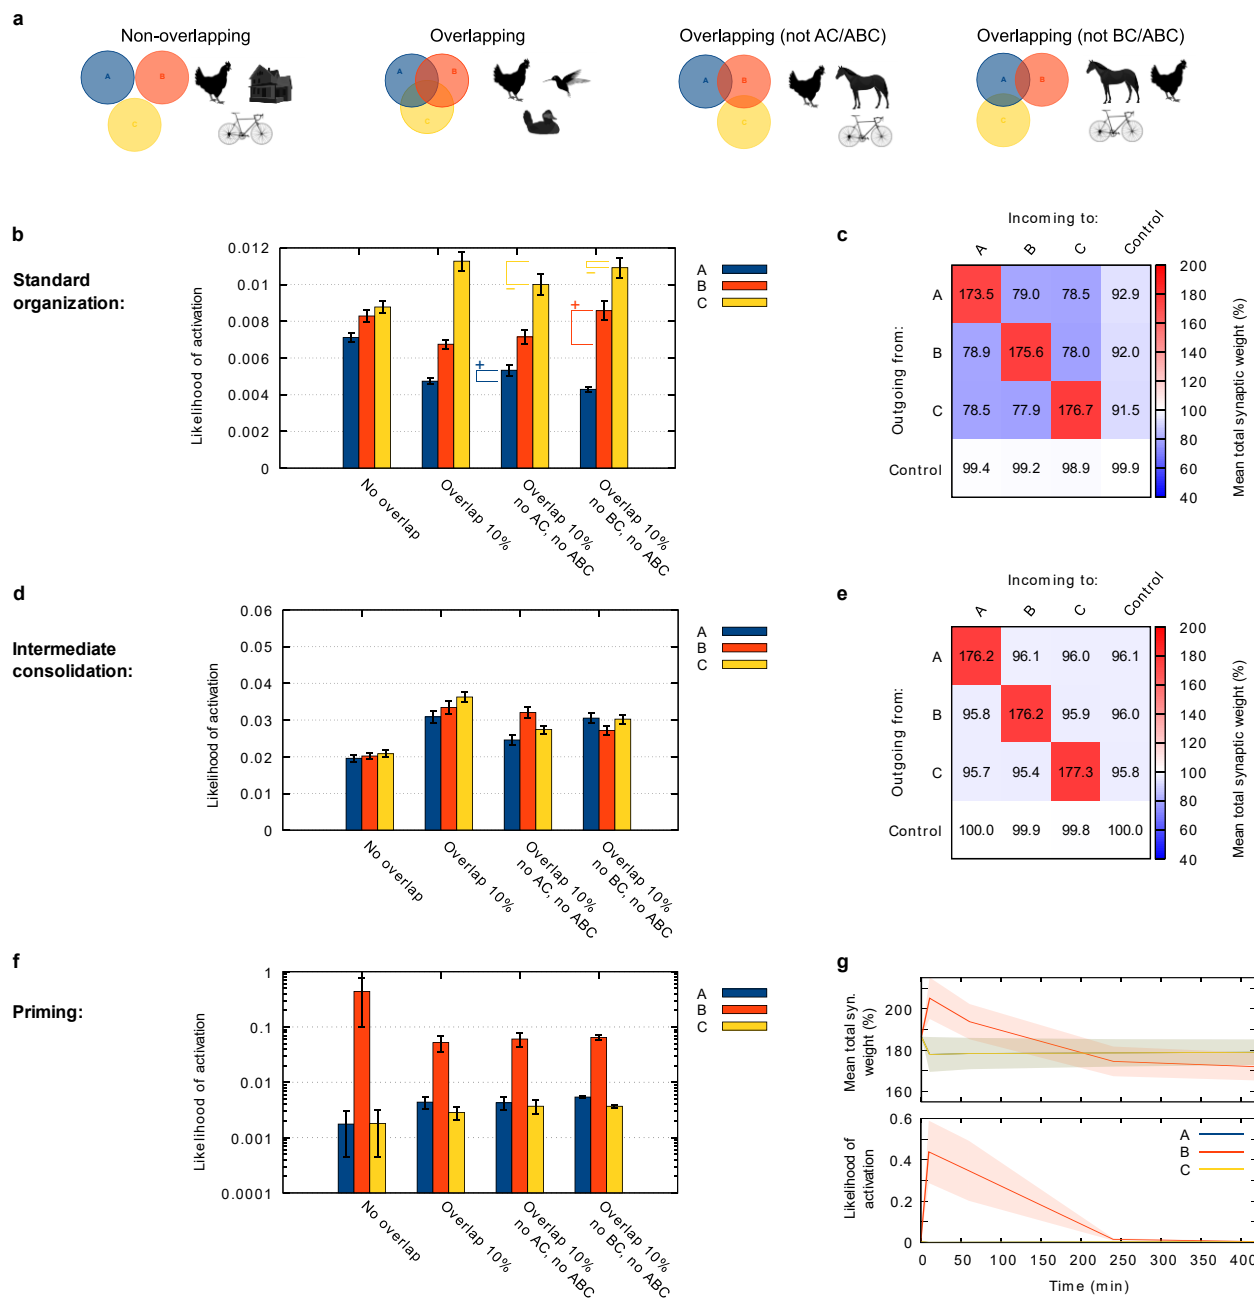 a
Non-overlapping
Overlapping
Overlapping (not AC/ABC)
Overlapping (not BC/ABC)
A
B
C
A
B
C
A
B
C
A
B
C
b
Standard
organization:
Likelihood of activation
0.012
0.01
0.008
0.006
0.004
0.002
0
+
−
+
−
A
B
C
No overlap
Overlap 10%
Overlap 10%
no AC, no ABC
Overlap 10%
no BC, no ABC
c
Incoming to:
A B C Control
Outgoing from:
A 173.5 79.0 78.5 92.9
B 78.9 175.6 78.0 92.0
C 78.5 77.9 176.7 91.5
Control 99.4 99.2 98.9 99.9
200
180
160
140
120
100
80
60
40
Mean total synaptic weight (%)
d
Intermediate
consolidation:
Likelihood of activation
0.06
0.05
0.04
0.03
0.02
0.01
0
A
B
C
No overlap
Overlap 10%
Overlap 10%
no AC, no ABC
Overlap 10%
no BC, no ABC
e
Incoming to:
A B C Control
Outgoing from:
A 176.2 96.1 96.0 96.1
B 95.8 176.2 95.9 96.0
C 95.7 95.4 177.3 95.8
Control 100.0 99.9 99.8 100.0
200
180
160
140
120
100
80
60
40
Mean total synaptic weight (%)
f
Priming:
Likelihood of activation
1
0.1
0.01
0.001
0.0001
A
B
C
No overlap
Overlap 10%
Overlap 10%
no AC, no ABC
Overlap 10%
no BC, no ABC
g
Mean total syn.
weight (%)
200
180
160
Likelihood of
activation
0.6
0.4
0.2
0
A
B
C
0 50 100 150 200 250 300 350 400
Time (min)